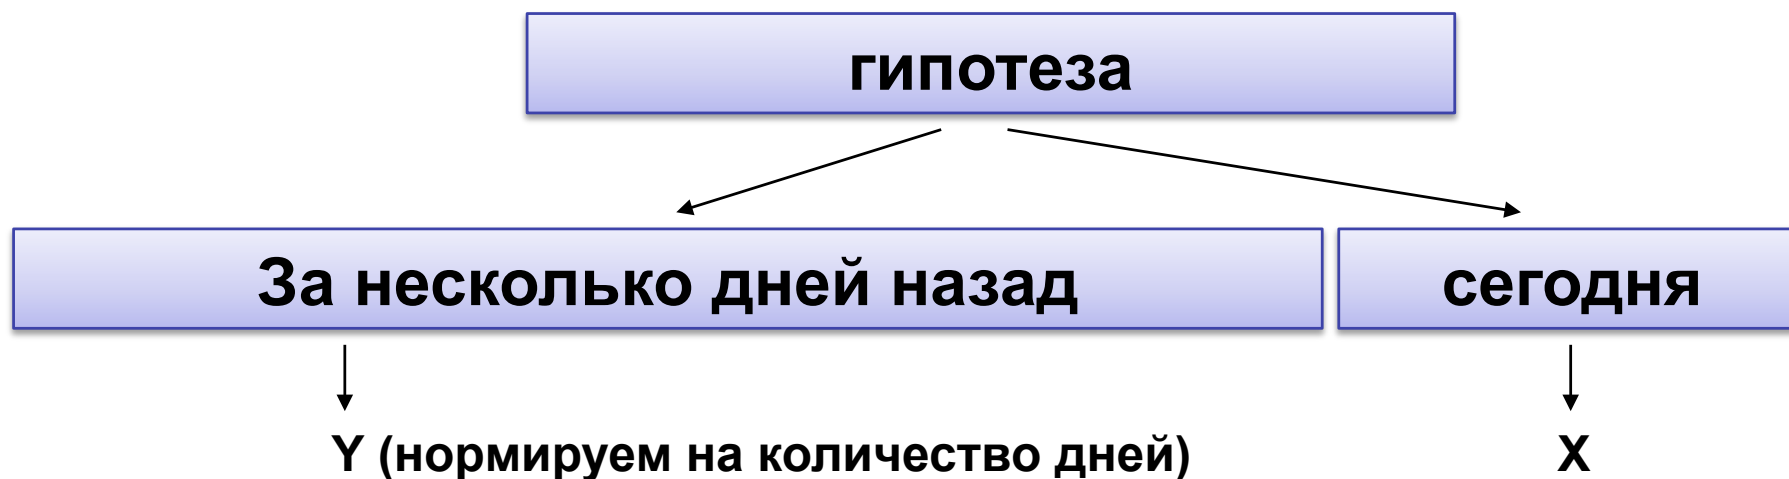 гипотеза
За несколько дней назад
сегодня
Y (нормируем на количество дней)
X